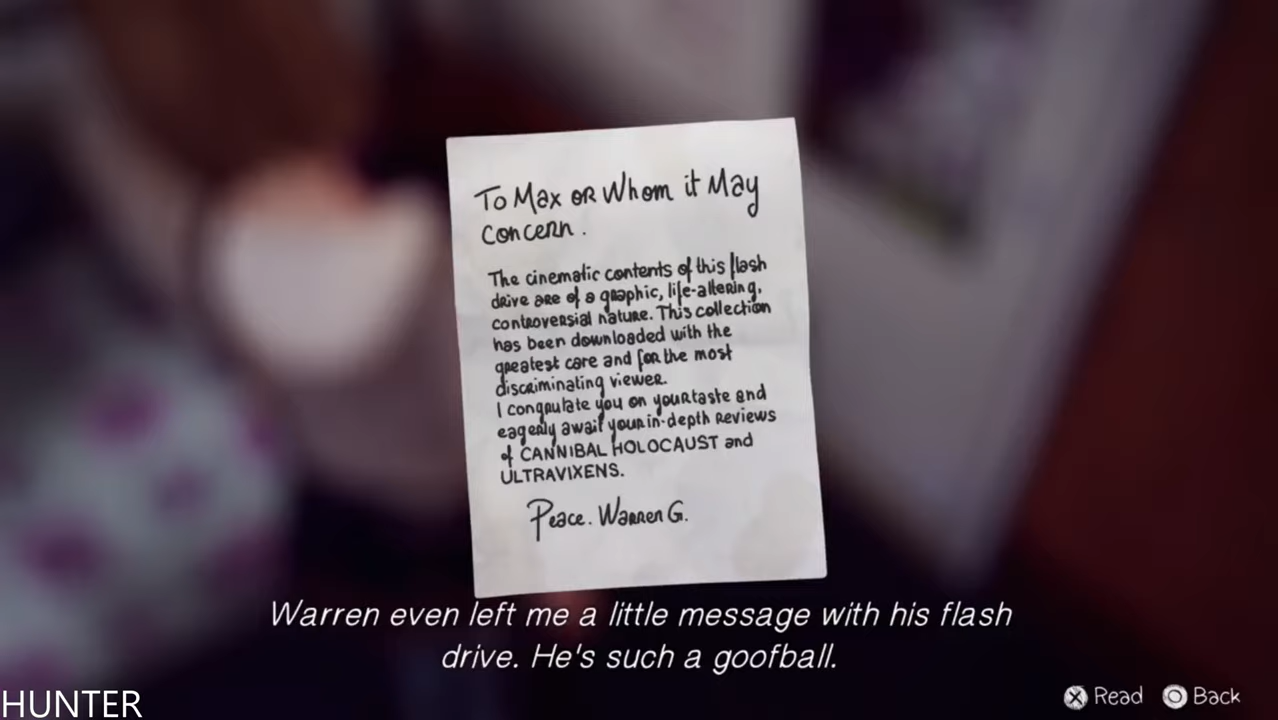 To Max or Whom it May
Concern.
The cinematic contents of this flash
drive are of a graphic, life-altering,
controversial nature. This collection
has been downloaded with the
greatest care and for the most
discriminating viewer.
I congrulate you on your taste and
eagerly await your in-depth reviews
of CANNIBAL HOLOCAUST and
ULTRAVIXENS.
Peace. Warren G.
Warren even left me a little message with his flash
drive. He's such a goofball.
HUNTER
Read Back